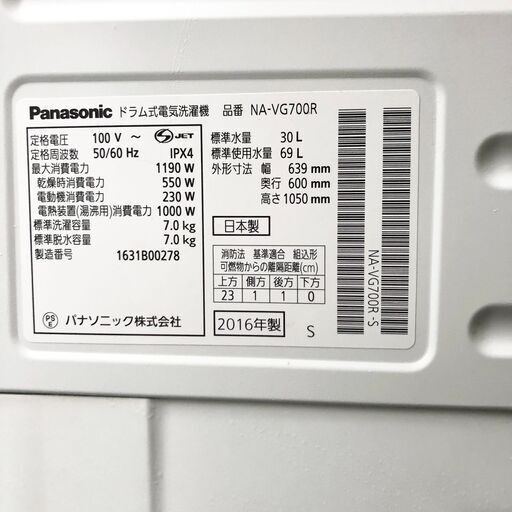 Panasonic ドラム式電気洗濯機 品番 NA-VG700R
定格電圧 100 V ～ JET
定格周波数 50/60 Hz IPX4
最大消費電力 1190 W
乾燥時消費電力 550 W
電動機消費電力 230 W
電熱装置(湯沸用)消費電力 1000 W
標準洗濯容量 7.0 kg
標準脱水容量 7.0 kg
製造番号 1631B00278
PS E パナソニック株式会社
標準水量 30 L
標準使用水量 69 L
外形寸法 幅 639 mm
奥行 600 mm
高さ 1050 mm
日本製
消防法 基準適合 組込形
可燃物からの離隔距離(cm)
上方 側方 後方 下方
23 1 1 0
2016年製 S
NA-VG700R-S